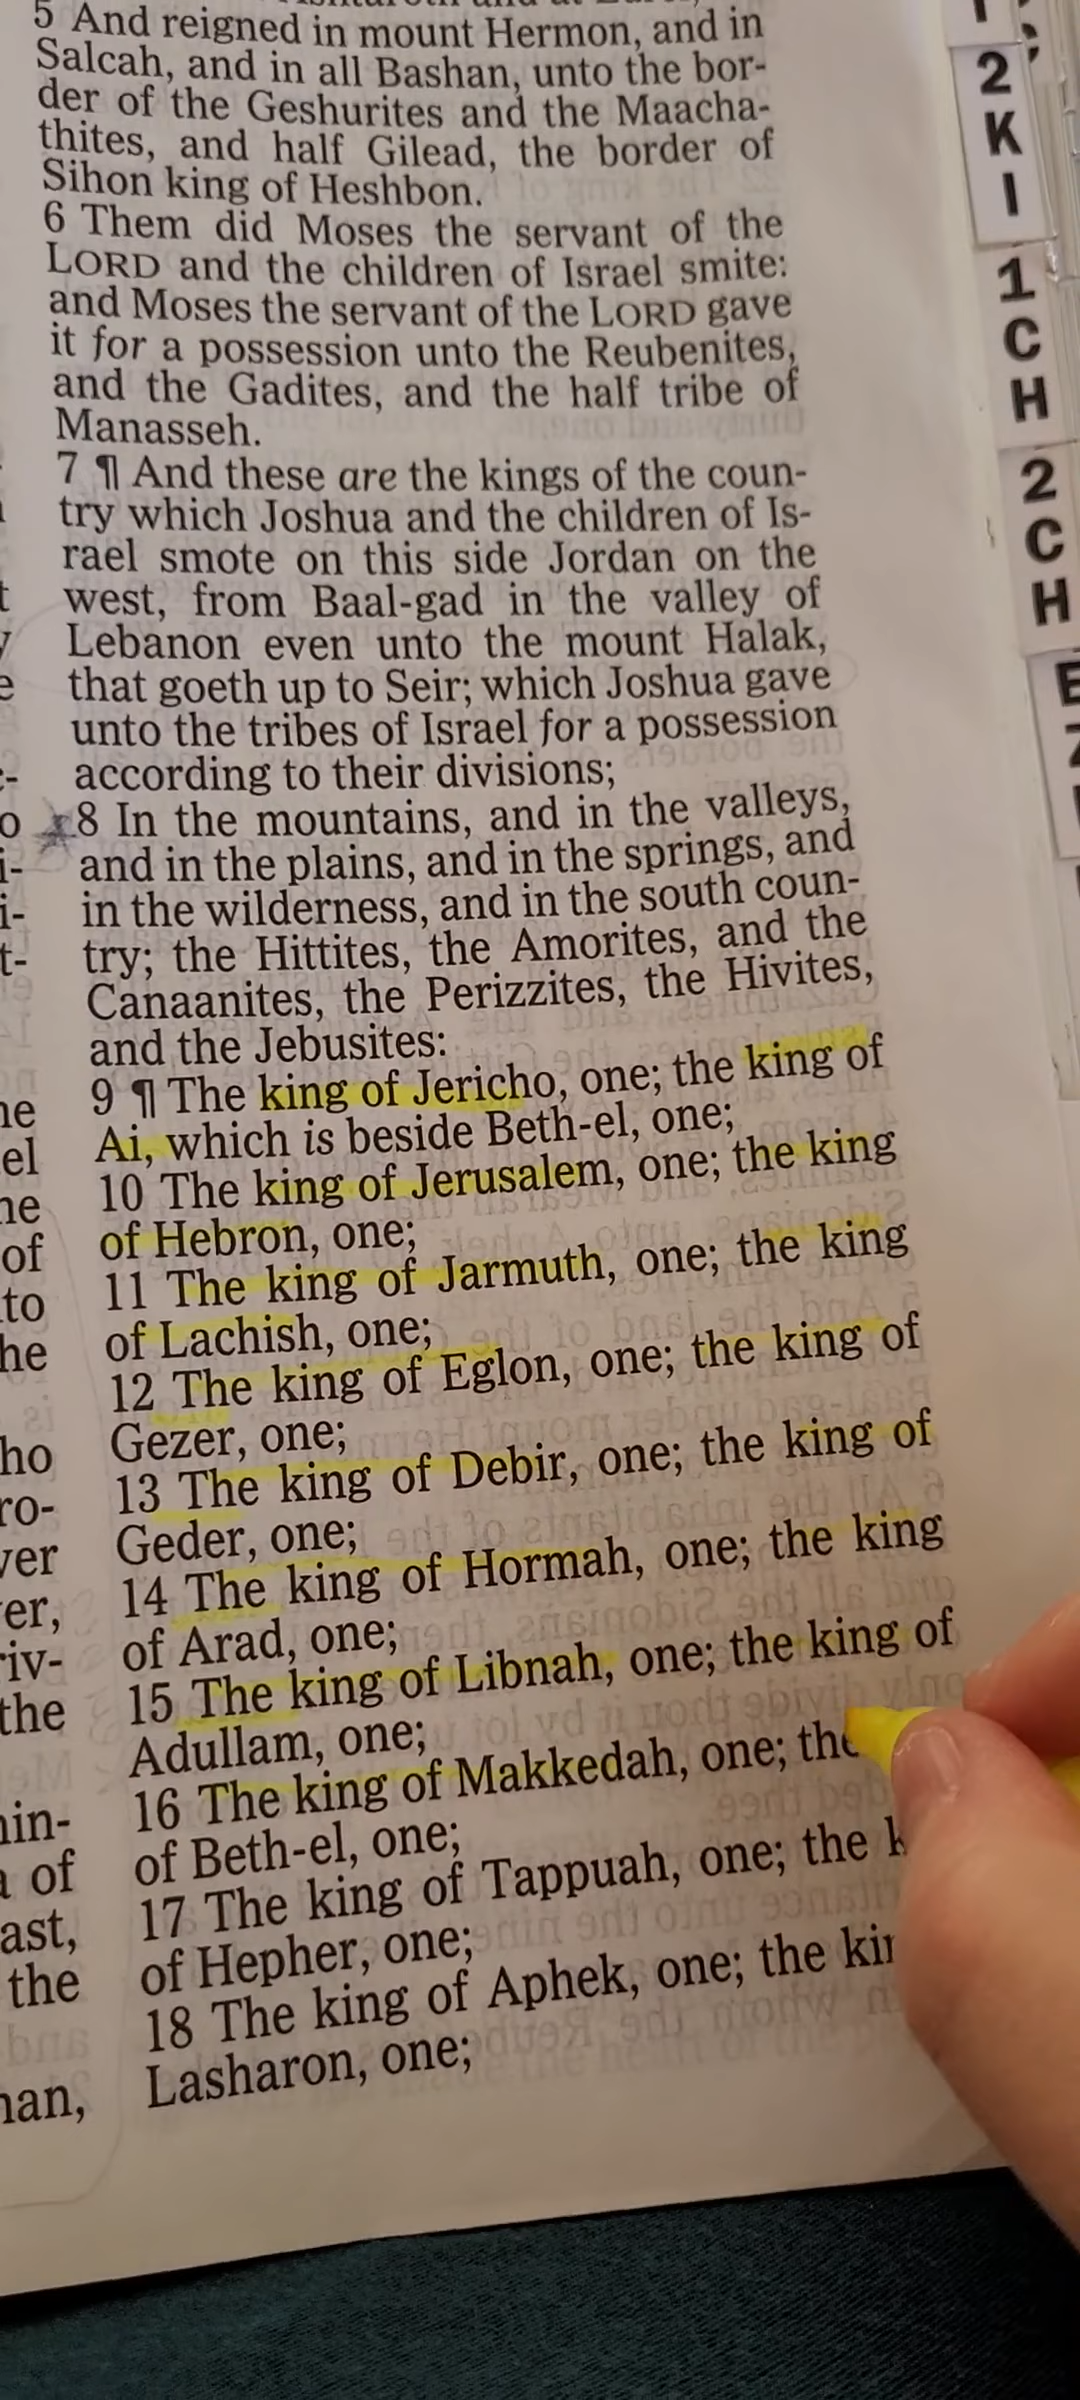 5 And reigned in mount Hermon, and in
Salcah, and in all Bashan, unto the bor-
der of the Geshurites and the Maacha-
thites, and half Gilead, the border of
Sihon king of Heshbon.
6 Them did Moses the servant of the
LORD and the children of Israel smite:
and Moses the servant of the LORD gave
it for a possession unto the Reubenites,
and the Gadites, and the half tribe of
Manasseh.
7 ¶ And these are the kings of the coun-
try which Joshua and the children of Is-
rael smote on this side Jordan on the
west, from Baal-gad in the valley of
Lebanon even unto the mount Halak,
that goeth up to Seir; which Joshua gave
unto the tribes of Israel for a possession
according to their divisions;
8 In the mountains, and in the valleys,
and in the plains, and in the springs, and
in the wilderness, and in the south coun-
try; the Hittites, the Amorites, and the
Canaanites, the Perizzites, the Hivites,
and the Jebusites:
9 ¶ The king of Jericho, one; the king of
Ai, which is beside Beth-el, one;
10 The king of Jerusalem, one; the king
of Hebron, one;
11 The king of Jarmuth, one; the king
of Lachish, one;
12 The king of Eglon, one; the king of
Gezer, one;
13 The king of Debir, one; the king of
Geder, one;
14 The king of Hormah, one; the king
of Arad, one;
15 The king of Libnah, one; the king of
Adullam, one;
16 The king of Makkedah, one; the
of Beth-el, one;
17 The king of Tappuah, one; the k
of Hepher, one;
18 The king of Aphek, one; the kin
Lasharon, one;
of
to
the
of
ast,
the
2
K
I
1
C
H
2
C
H